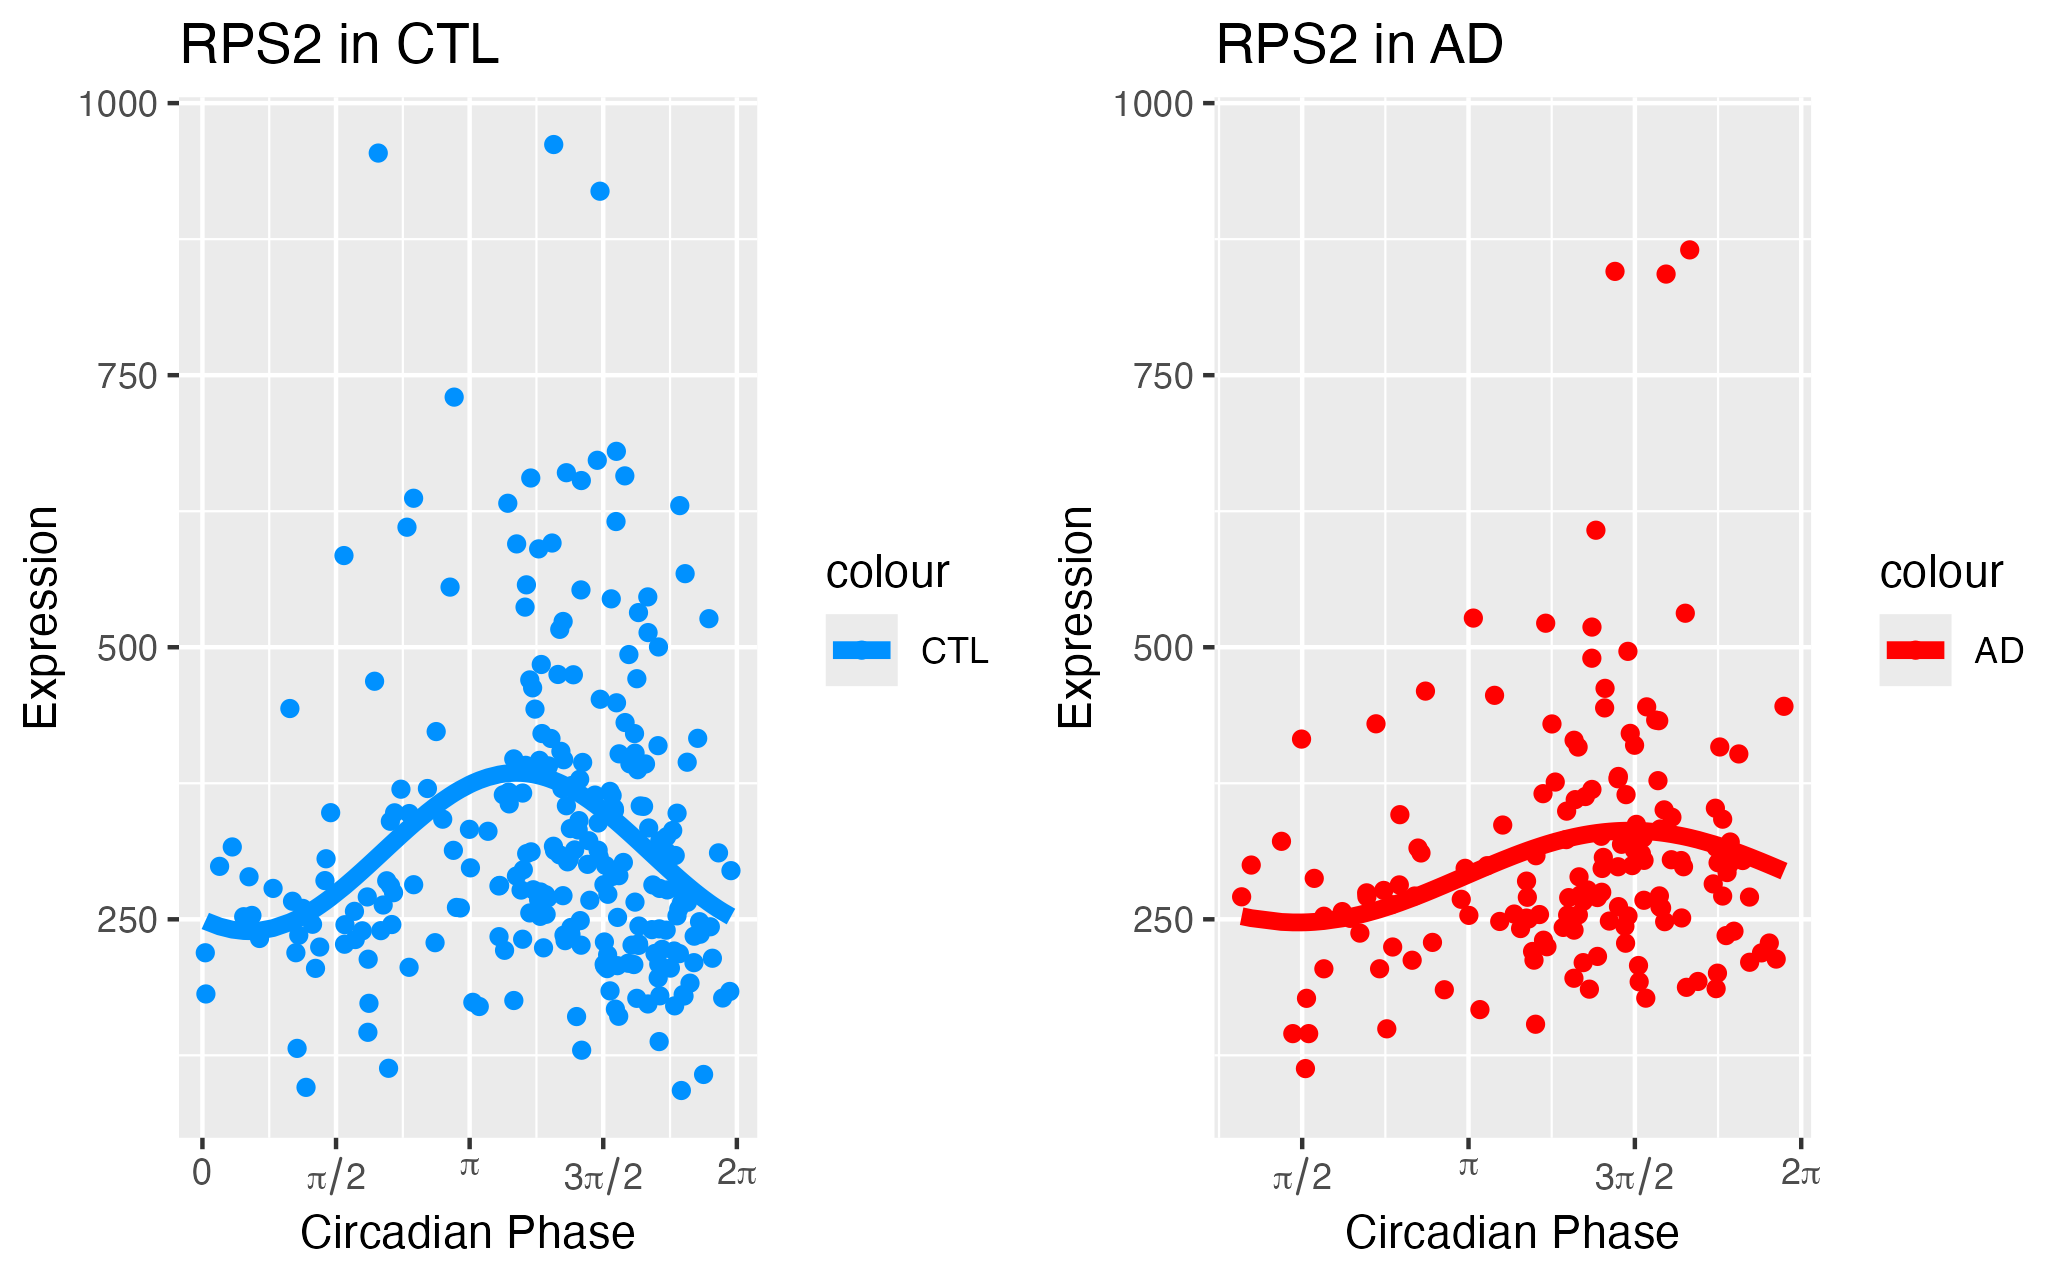 RPS2 in CTL
1000
750
500
250
Expression
0 π/2 π 3π/2 2π
Circadian Phase
colour
CTL
RPS2 in AD
1000
750
500
250
Expression
π/2 π 3π/2 2π
Circadian Phase
colour
AD